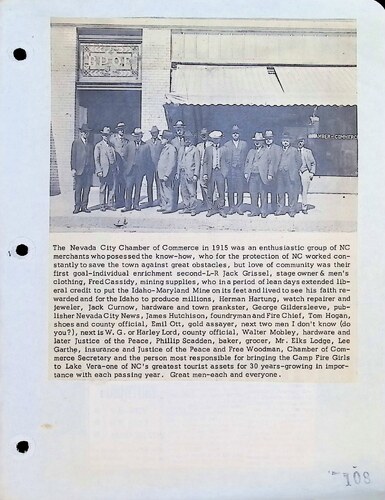 BPOE
MBER of COMMERCE
The Nevada City Chamber of Commerce in 1915 was an enthusiastic group of NC
merchants who posessed the know-how, who for the protection of NC worked con-
stantly to save the town against great obstacles, but love of community was their
first goal-individual enrichment second-L-R Jack Grissel, stage owner & men's
clothing, Fred Cassidy, mining supplies, who in a period of lean days extended lib-
eral credit to put the Idaho-Maryland Mine on its feet and lived to see his faith re-
warded and for the Idaho to produce millions, Herman Hartung, watch repairer and
jeweler, Jack Curnow, hardware and town prankster, George Gildersleeve, pub-
lisher Nevada City News, James Hutchison, foundryman and Fire Chief, Tom Hogan,
shoes and county official, Emil Ott, gold assayer, next two men I don't know (do
you?), next is W. G. or Harley Lord, county official, Walter Mobley, hardware and
later Justice of the Peace, Phillip Scadden, baker, grocer, Mr. Elks Lodge, Lee
Garthe, insurance and Justice of the Peace and Free Woodman, Chamber of Com-
merce Secretary and the person most responsible for bringing the Camp Fire Girls
to Lake Vera-one of NC's greatest tourist assets for 30 years-growing in impor-
tance with each passing year. Great men-each and everyone.
108